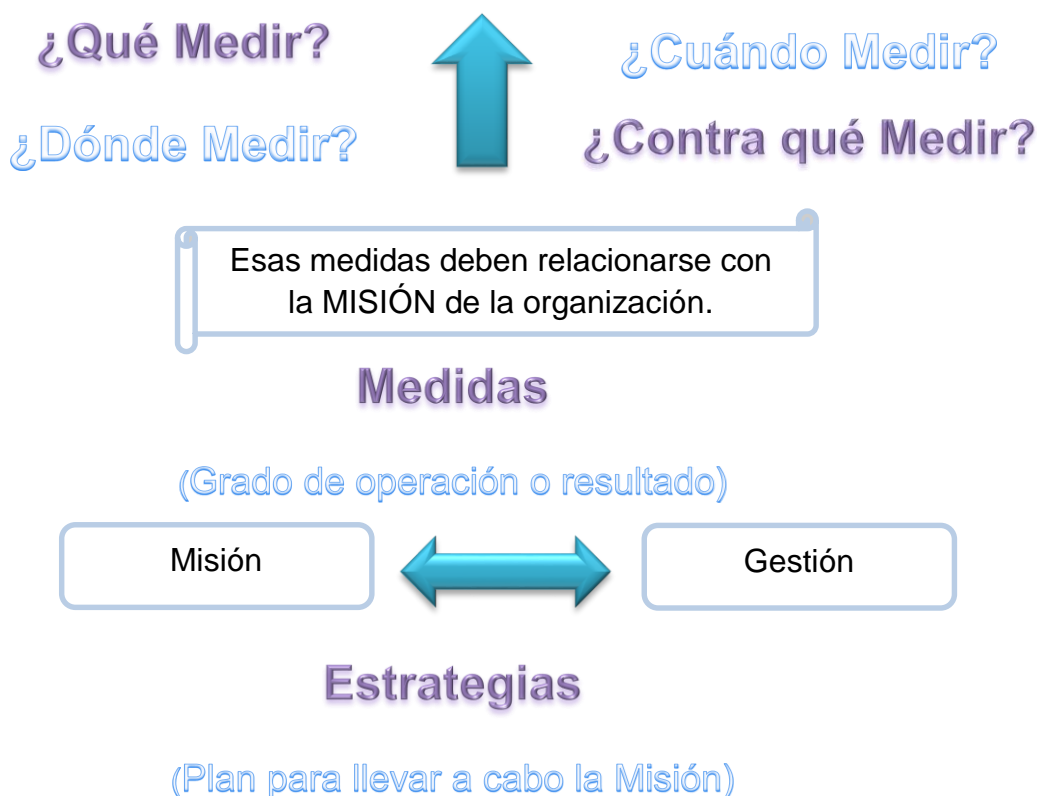 ¿Qué Medir?
¿Cuándo Medir?
¿Dónde Medir?
¿Contra qué Medir?
Esas medidas deben relacionarse con
la MISIÓN de la organización.
Medidas
(Grado de operación o resultado)
Misión
Gestión
Estrategias
(Plan para llevar a cabo la Misión)